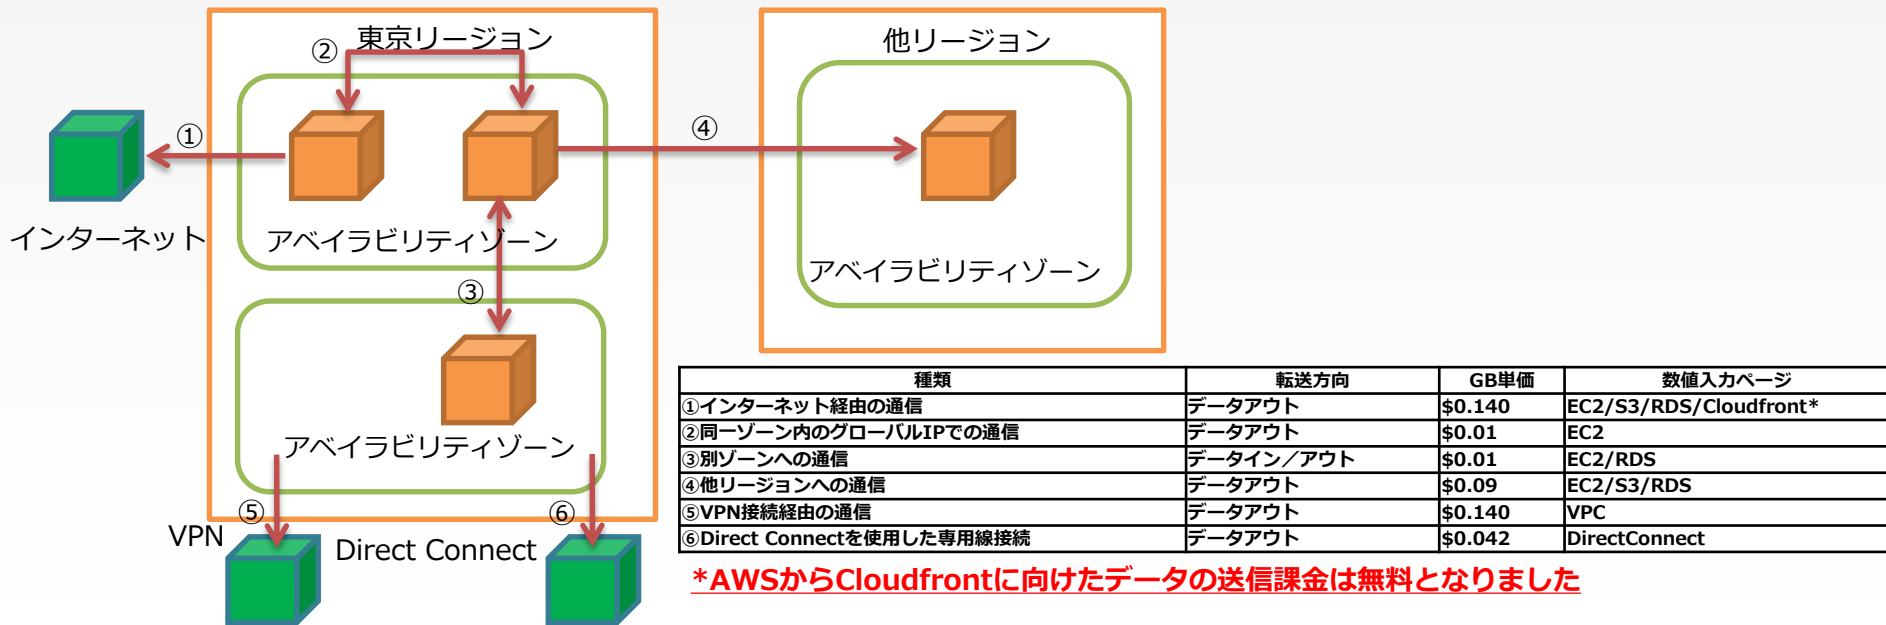 東京リージョン
他リージョン
②
①
④
インターネット
アベイラビリティゾーン
アベイラビリティゾーン
③
アベイラビリティゾーン
⑤
⑥
VPN
Direct Connect
種類 転送方向 GB単価 数値入力ページ
①インターネット経由の通信 データアウト $0.140 EC2/S3/RDS/Cloudfront*
②同一ゾーン内のグローバルIPでの通信 データアウト $0.01 EC2
③別ゾーンへの通信 データイン／アウト $0.01 EC2/RDS
④他リージョンへの通信 データアウト $0.09 EC2/S3/RDS
⑤VPN接続経由の通信 データアウト $0.140 VPC
⑥Direct Connectを使用した専用線接続 データアウト $0.042 DirectConnect
*AWSからCloudfrontに向けたデータの送信課金は無料となりました